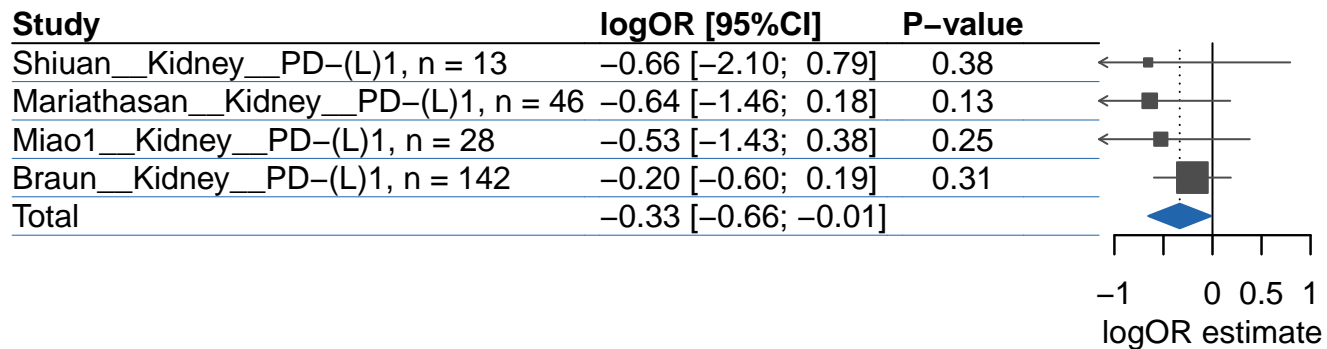 Study logOR [95%CI] P−value
Shiuan__Kidney__PD−(L)1, n = 13 −0.66 [−2.10; 0.79] 0.38
Mariathasan__Kidney__PD−(L)1, n = 46 −0.64 [−1.46; 0.18] 0.13
Miao1__Kidney__PD−(L)1, n = 28 −0.53 [−1.43; 0.38] 0.25
Braun__Kidney__PD−(L)1, n = 142 −0.20 [−0.60; 0.19] 0.31
Total −0.33 [−0.66; −0.01]
−1 0 0.5 1
logOR estimate